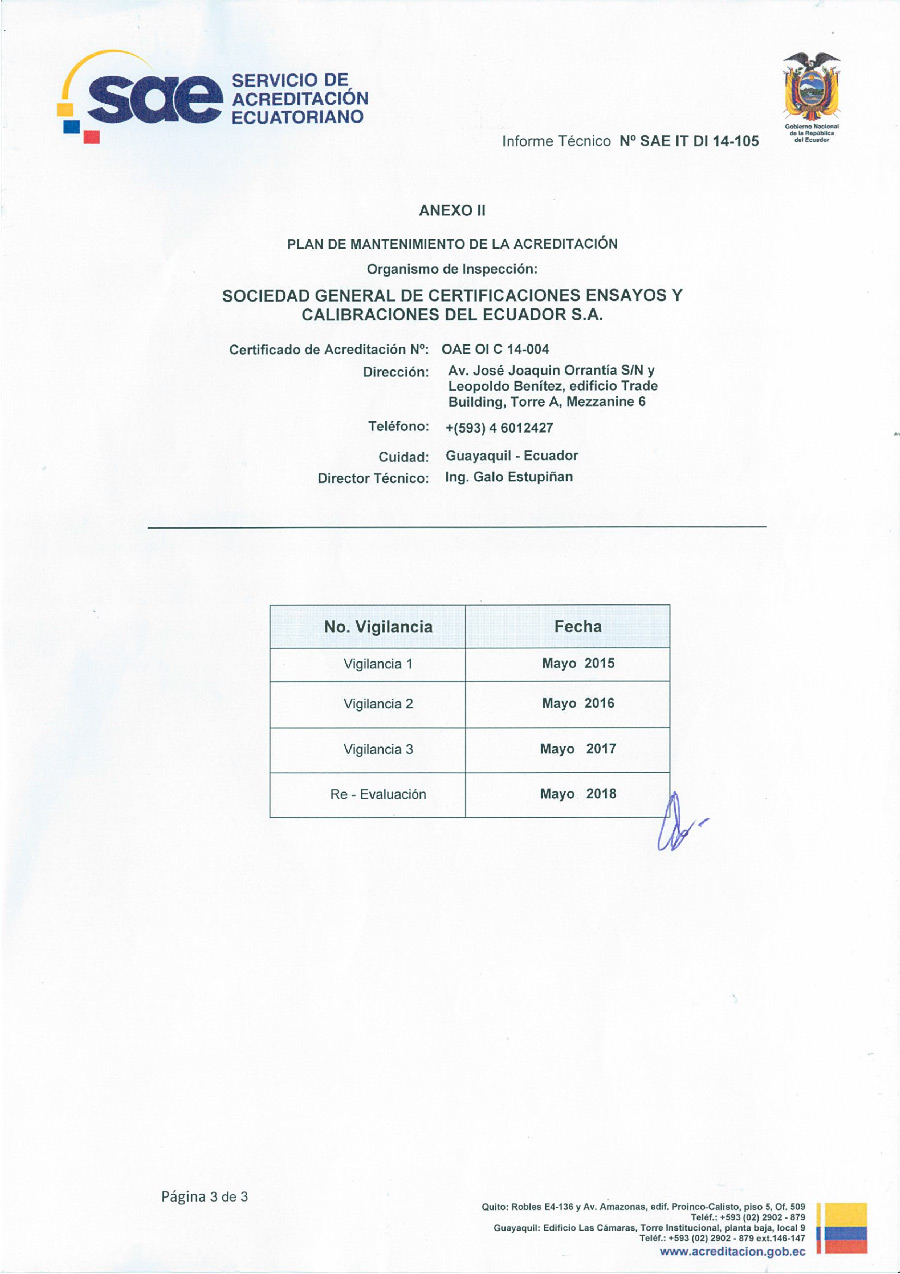 sae SERVICIO DE
ACREDITACIÓN
ECUATORIANO
Gobierno Nacional
de la República
del Ecuador
Informe Técnico Nº SAE IT DI 14-105
ANEXO II
PLAN DE MANTENIMIENTO DE LA ACREDITACIÓN
Organismo de Inspección:
SOCIEDAD GENERAL DE CERTIFICACIONES ENSAYOS Y
CALIBRACIONES DEL ECUADOR S.A.
Certificado de Acreditación Nº: OAE OI C 14-004
Dirección: Av. José Joaquin Orrantía S/N y
Leopoldo Benítez, edificio Trade
Building, Torre A, Mezzanine 6
Teléfono: +(593) 4 6012427
Cuidad: Guayaquil - Ecuador
Director Técnico: Ing. Galo Estupiñan
No. Vigilancia Fecha
Vigilancia 1 Mayo 2015
Vigilancia 2 Mayo 2016
Vigilancia 3 Mayo 2017
Re - Evaluación Mayo 2018
Página 3 de 3
Quito: Robles E4-136 y Av. Amazonas, edif. Proinco-Calisto, piso 5, Of. 509
Teléf.: +593 (02) 2902 - 879
Guayaquil: Edificio Las Cámaras, Torre Institucional, planta baja, local 9
Teléf.: +593 (02) 2902 - 879 ext.146-147
www.acreditacion.gob.ec